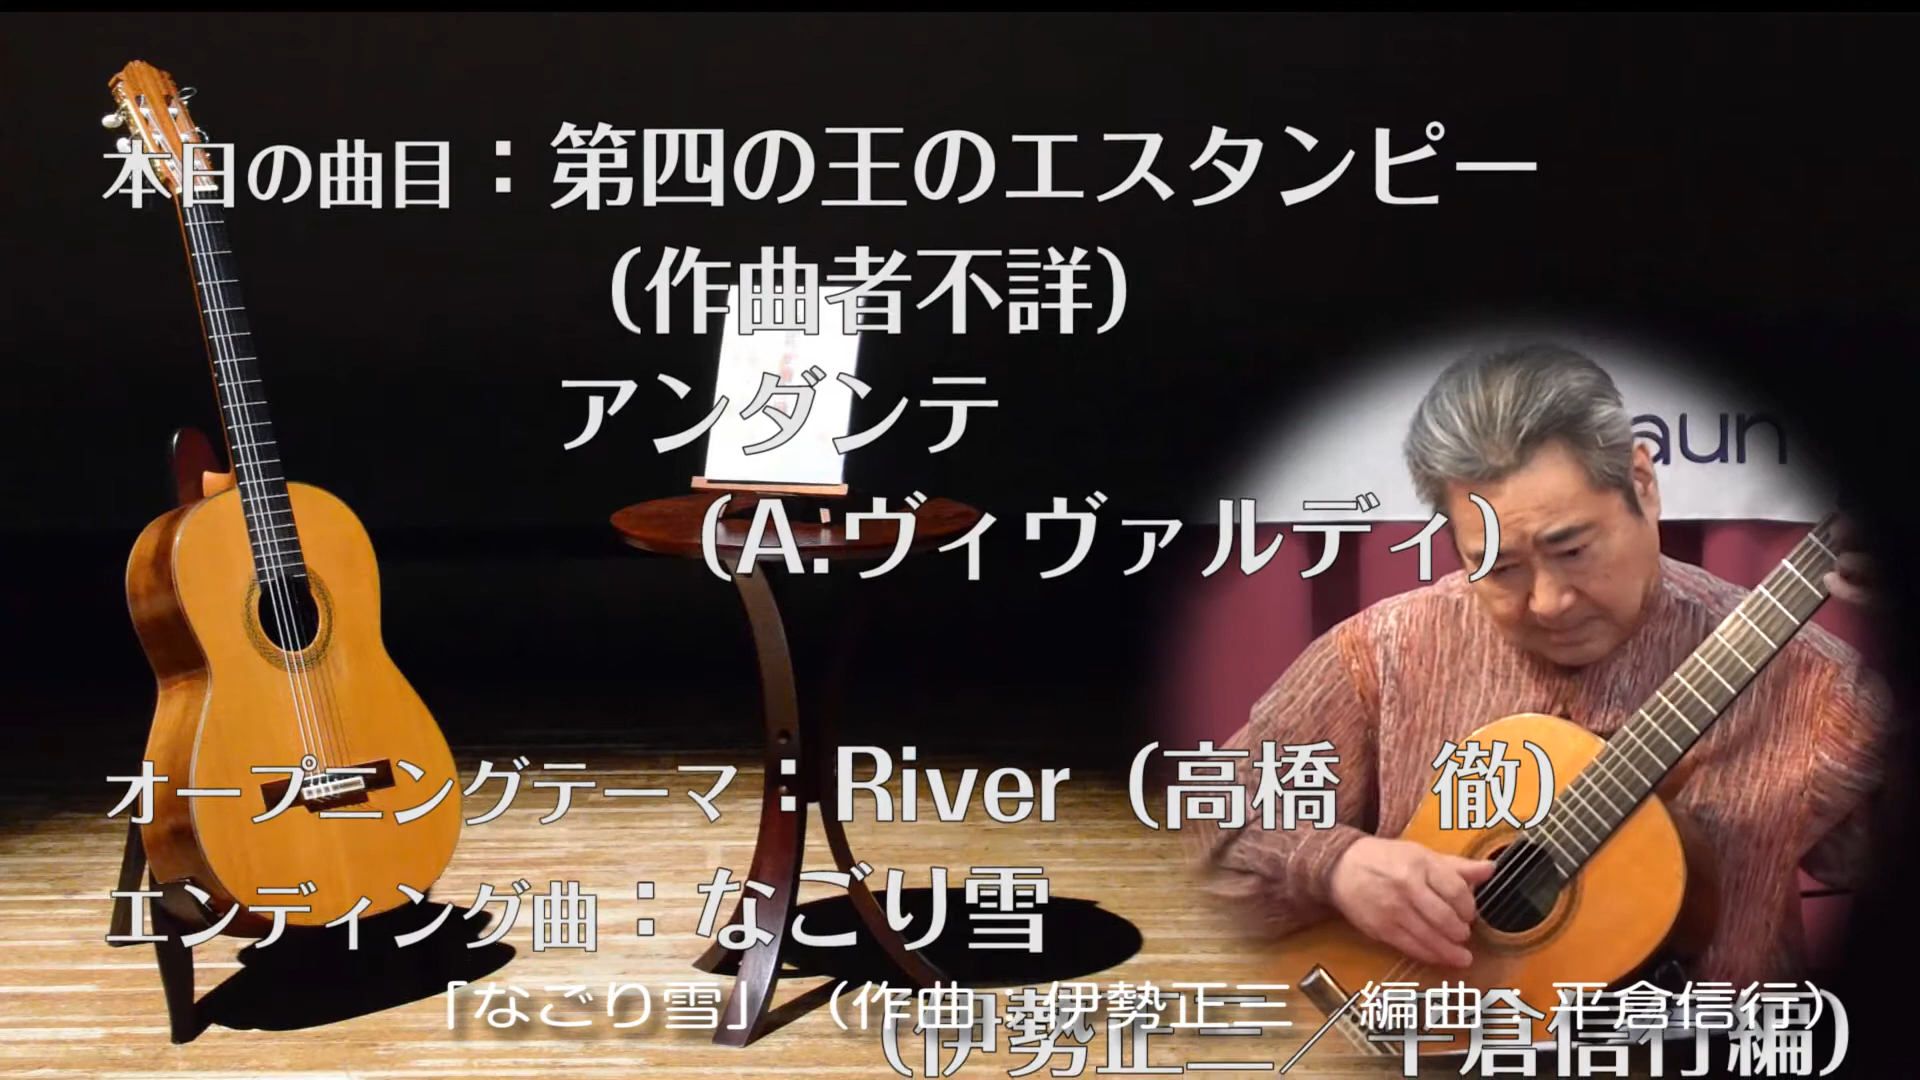 本日の曲目：第四の王のエスタンピー
(作曲者不詳)
アンダンテ
(A.ヴィヴァルディ)
aun
オープニングテーマ：River (高橋　徹)
エンディング曲：なごり雪
「なごり雪」（作曲：伊勢正三　編曲：平倉信行）
(伊勢正三／平倉信行編)